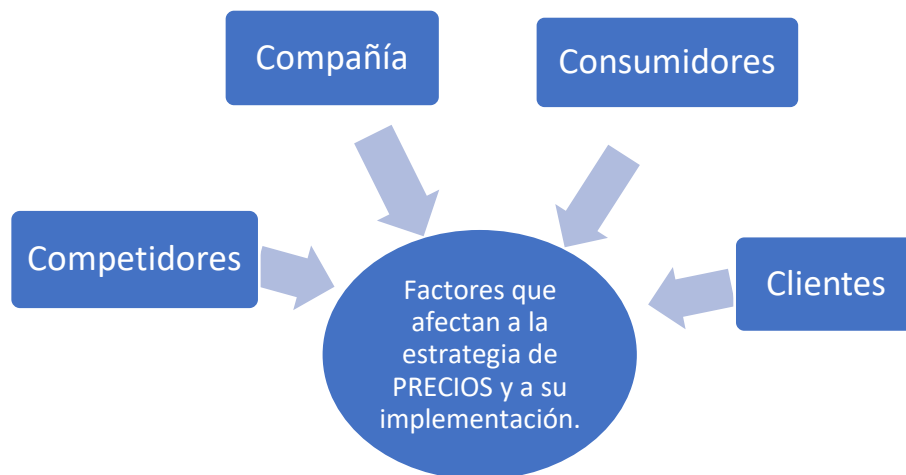 Compañía
Consumidores
Competidores
Clientes
Factores que
afectan a la
estrategia de
PRECIOS y a su
implementación.